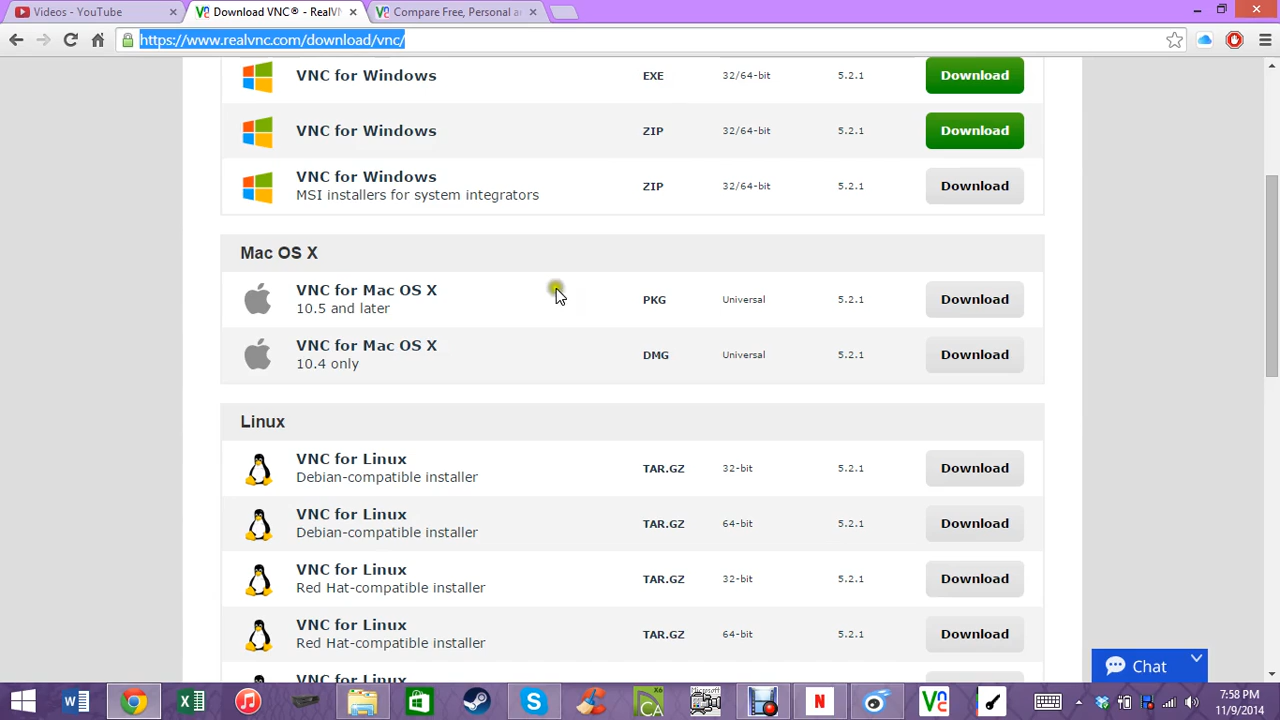 Videos - YouTube
Download VNC® - RealVN
Compare Free, Personal a
https://www.realvnc.com/download/vnc/
VNC for Windows EXE 32/64-bit 5.2.1 Download
VNC for Windows ZIP 32/64-bit 5.2.1 Download
VNC for Windows
MSI installers for system integrators ZIP 32/64-bit 5.2.1 Download
Mac OS X
VNC for Mac OS X
10.5 and later PKG Universal 5.2.1 Download
VNC for Mac OS X
10.4 only DMG Universal 5.2.1 Download
Linux
VNC for Linux
Debian-compatible installer TAR.GZ 32-bit 5.2.1 Download
VNC for Linux
Debian-compatible installer TAR.GZ 64-bit 5.2.1 Download
VNC for Linux
Red Hat-compatible installer TAR.GZ 32-bit 5.2.1 Download
VNC for Linux
Red Hat-compatible installer TAR.GZ 64-bit 5.2.1 Download
VNC for Linux
Chat
7:58 PM
11/9/2014